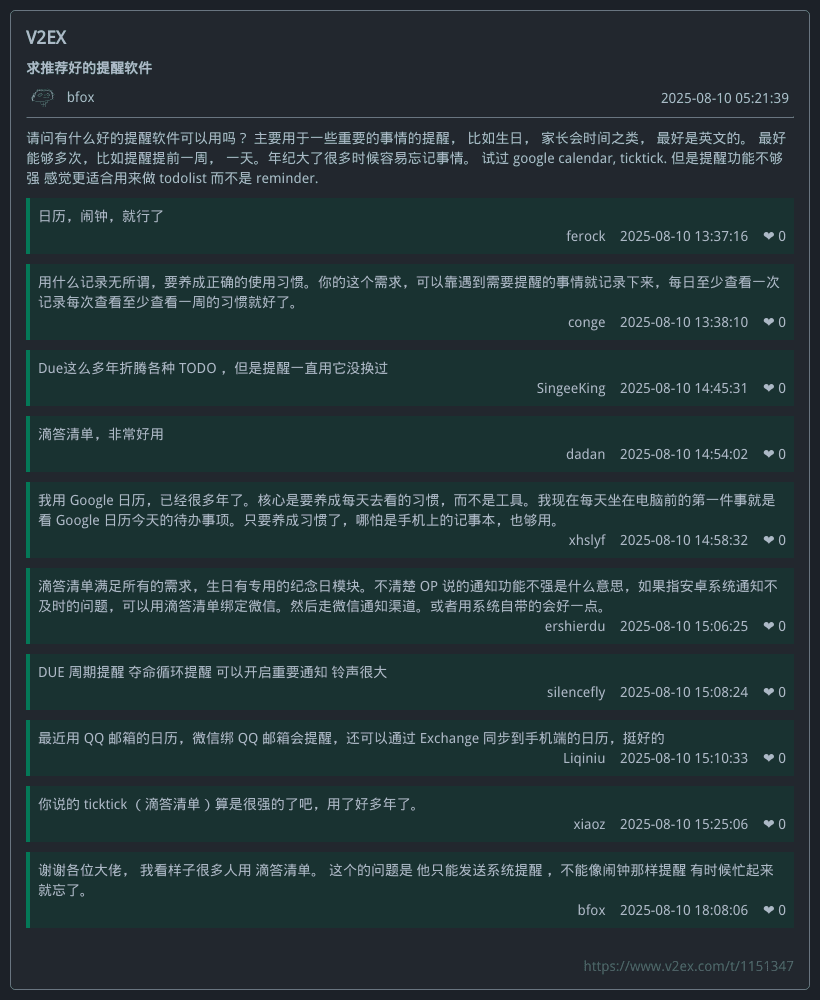 V2EX
求推荐好的提醒软件
bfox
2025-08-10 05:21:39
请问有什么好的提醒软件可以用吗？ 主要用于一些重要的事情的提醒， 比如生日， 家长会时间之类， 最好是英文的。 最好
能够多次，比如提醒提前一周， 一天。年纪大了很多时候容易忘记事情。 试过 google calendar, ticktick. 但是提醒功能不够
强 感觉更适合用来做 todolist 而不是 reminder.
日历，闹钟，就行了
ferock 2025-08-10 13:37:16 ❤ 0
用什么记录无所谓，要养成正确的使用习惯。你的这个需求，可以靠遇到需要提醒的事情就记录下来，每日至少查看一次
记录每次查看至少查看一周的习惯就好了。
conge 2025-08-10 13:38:10 ❤ 0
Due这么多年折腾各种 TODO ，但是提醒一直用它没换过
SingeeKing 2025-08-10 14:45:31 ❤ 0
滴答清单，非常好用
dadan 2025-08-10 14:54:02 ❤ 0
我用 Google 日历，已经很多年了。核心是要养成每天去看的习惯，而不是工具。我现在每天坐在电脑前的第一件事就是
看 Google 日历今天的待办事项。只要养成习惯了，哪怕是手机上的记事本，也够用。
xhslyf 2025-08-10 14:58:32 ❤ 0
滴答清单满足所有的需求，生日有专用的纪念日模块。不清楚 OP 说的通知功能不强是什么意思，如果指安卓系统通知不
及时的问题，可以用滴答清单绑定微信。然后走微信通知渠道。或者用系统自带的会好一点。
ershierdu 2025-08-10 15:06:25 ❤ 0
DUE 周期提醒 夺命循环提醒 可以开启重要通知 铃声很大
silencefly 2025-08-10 15:08:24 ❤ 0
最近用 QQ 邮箱的日历，微信绑 QQ 邮箱会提醒，还可以通过 Exchange 同步到手机端的日历，挺好的
Liqiniu 2025-08-10 15:10:33 ❤ 0
你说的 ticktick （滴答清单）算是很强的了吧，用了好多年了。
xiaoz 2025-08-10 15:25:06 ❤ 0
谢谢各位大佬， 我看样子很多人用 滴答清单。 这个的问题是 他只能发送系统提醒 ，不能像闹钟那样提醒 有时候忙起来
就忘了。
bfox 2025-08-10 18:08:06 ❤ 0
https://www.v2ex.com/t/1151347